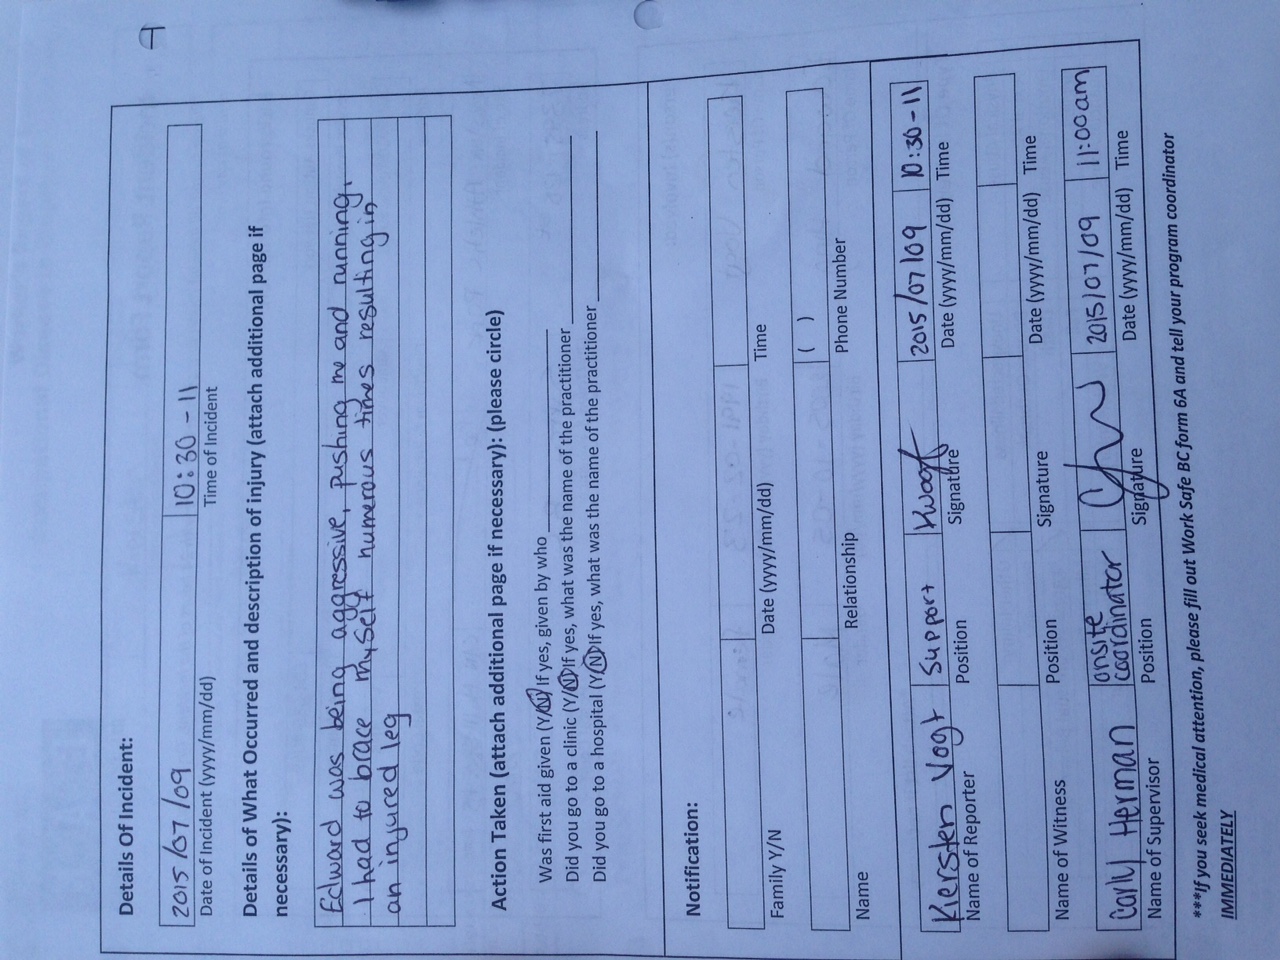 Details Of Incident:
2015/07/09 10:30-11
Date of Incident (yyyy/mm/dd) Time of Incident
Details of What Occurred and description of injury (attach additional page if
necessary):
Edward was being aggressive, pushing me and running.
I had to brace myself numerous times resulting in
an injured leg
Action Taken (attach additional page if necessary): (please circle)
Was first aid given (Y/N) If yes, given by who
Did you go to a clinic (Y/N) If yes, what was the name of the practitioner
Did you go to a hospital (Y/N) If yes, what was the name of the practitioner
Notification:
Family Y/N Date (yyyy/mm/dd) Time
( )
Name Relationship Phone Number
Kiersten Vogt Support KVogt 2015/07/09 10:30-11
Name of Reporter Position Signature Date (yyyy/mm/dd) Time
Name of Witness Position Signature Date (yyyy/mm/dd) Time
Carly Herman onsite coordinator 2015/07/09 11:00am
Name of Supervisor Position Signature Date (yyyy/mm/dd) Time
***If you seek medical attention, please fill out Work Safe BC form 6A and tell your program coordinator
IMMEDIATELY